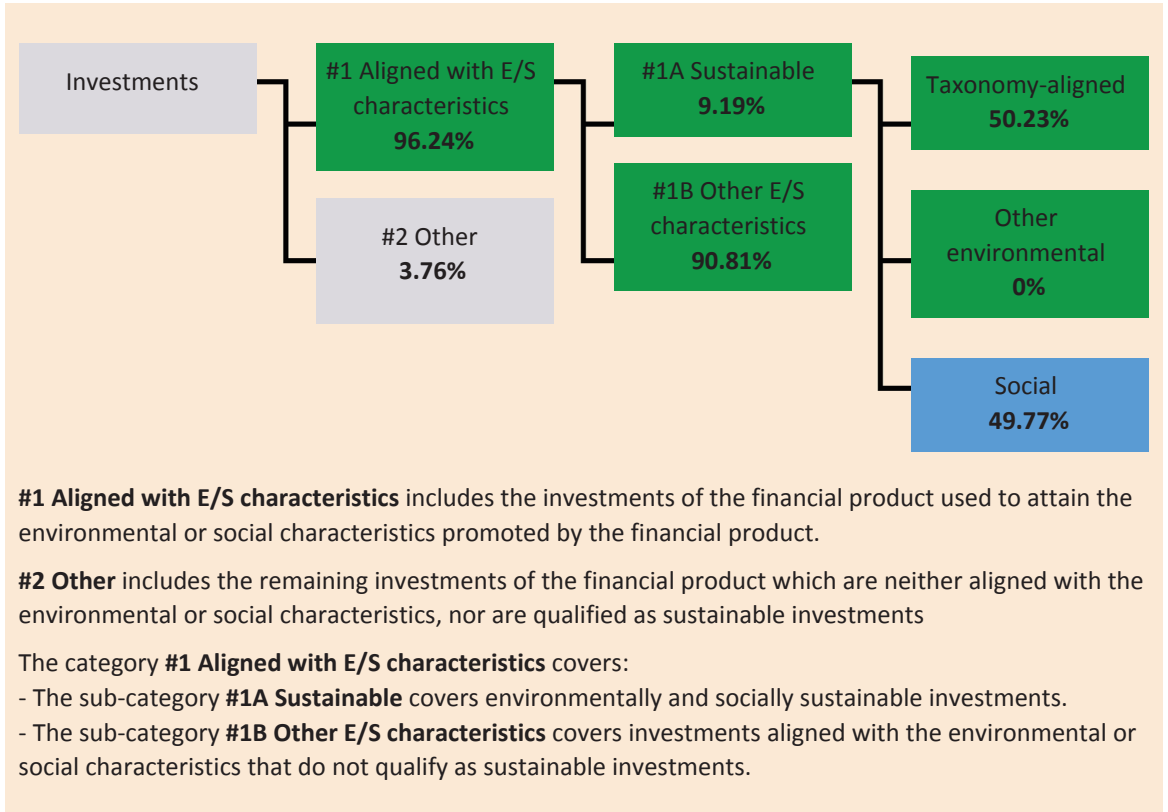 Investments
#1 Aligned with E/S
characteristics
96.24%
#2 Other
3.76%
#1A Sustainable
9.19%
#1B Other E/S
characteristics
90.81%
Taxonomy-aligned
50.23%
Other
environmental
0%
Social
49.77%
#1 Aligned with E/S characteristics includes the investments of the financial product used to attain the
environmental or social characteristics promoted by the financial product.
#2 Other includes the remaining investments of the financial product which are neither aligned with the
environmental or social characteristics, nor are qualified as sustainable investments
The category #1 Aligned with E/S characteristics covers:
- The sub-category #1A Sustainable covers environmentally and socially sustainable investments.
- The sub-category #1B Other E/S characteristics covers investments aligned with the environmental or
social characteristics that do not qualify as sustainable investments.